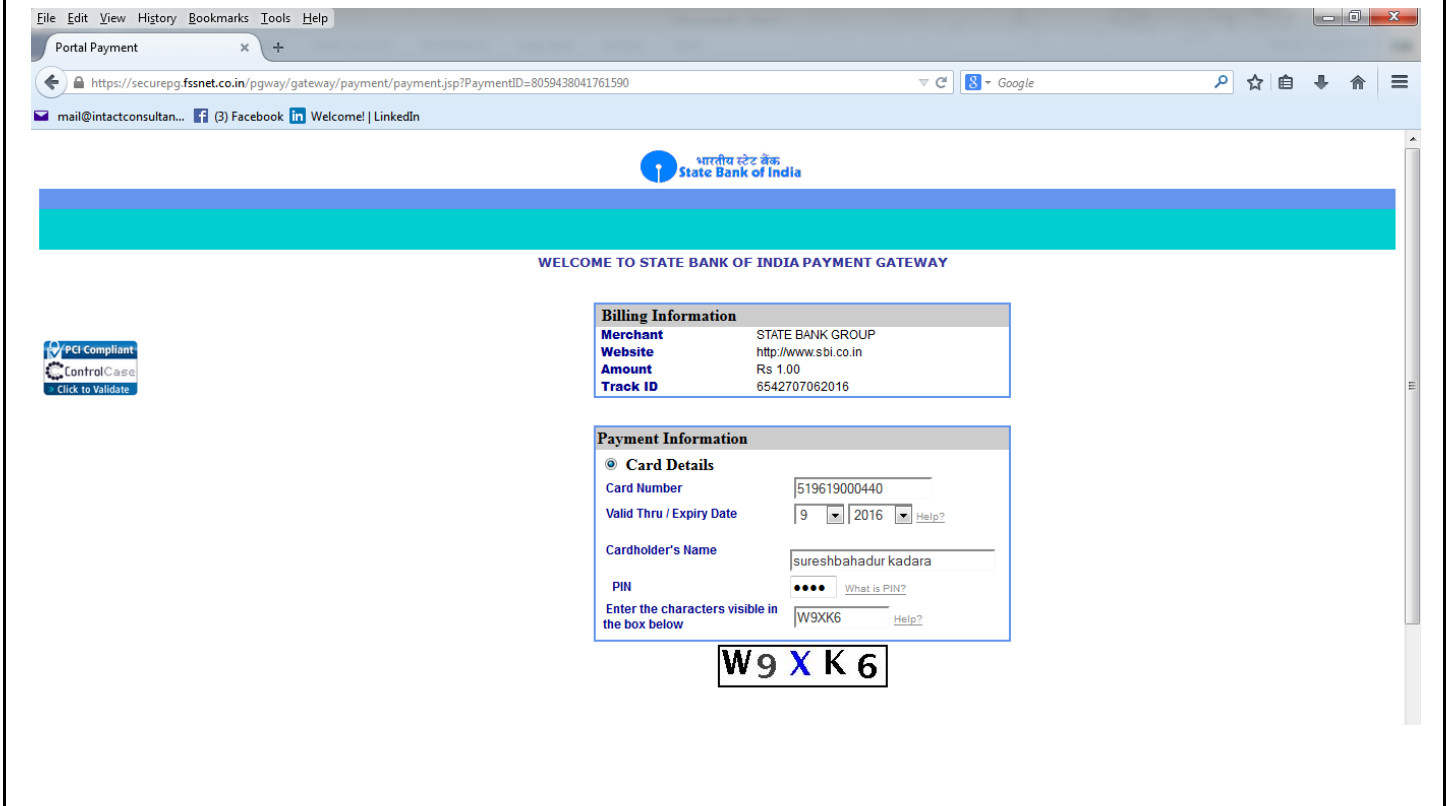 File Edit View History Bookmarks Tools Help
Portal Payment × +
https://securepg.fssnet.co.in/pgway/gateway/payment/payment.jsp?PaymentID=8059438041761590 8 Google
mail@intactconsultan... (3) Facebook in Welcome! | LinkedIn
भारतीय स्टेट बैंक
State Bank of India
WELCOME TO STATE BANK OF INDIA PAYMENT GATEWAY
Billing Information
Merchant STATE BANK GROUP
Website http://www.sbi.co.in
Amount Rs 1.00
Track ID 6542707062016
PCI Compliant
ControlCase
Click to Validate
Payment Information
Card Details
Card Number 519619000440
Valid Thru / Expiry Date 9 2016 Help?
Cardholder's Name
sureshbahadur kadara
PIN •••• What is PIN?
Enter the characters visible in
the box below W9XK6 Help?
W9XK6